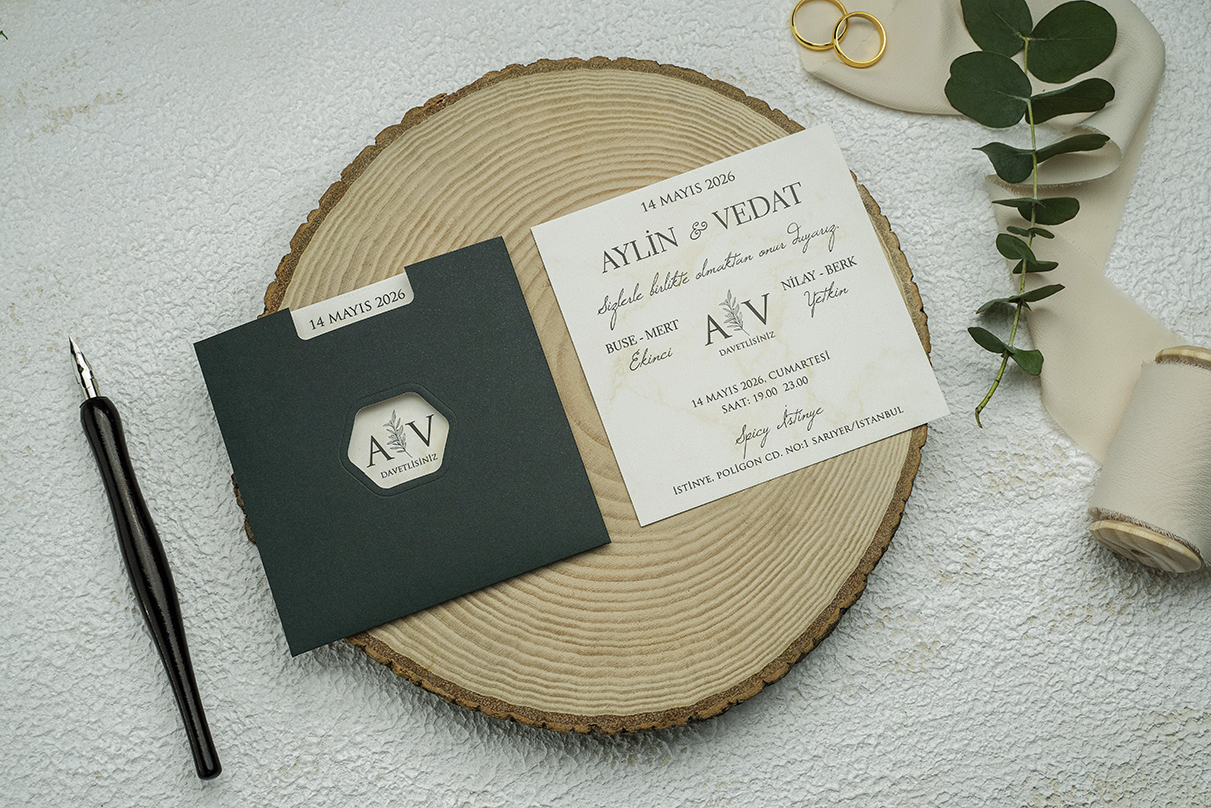 14 MAYIS 2026
A V
DAVETLİSİNİZ
14 MAYIS 2026
AYLİN & VEDAT
Sizlerle birlikte olmaktan onur duyarız.
BUSE - MERT
Ekinci
A V
DAVETLİSİNİZ
NİLAY - BERK
Yetkin
14 MAYIS 2026, CUMARTESİ
SAAT: 19.00 23.00
Spicy İstinye
İSTİNYE, POLİGON CD. NO:1 SARIYER/İSTANBUL